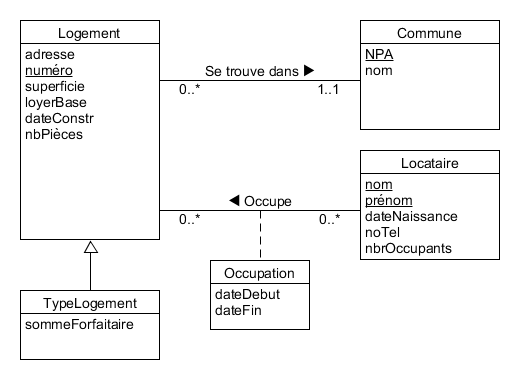 Logement
adresse
numéro
superficie
loyerBase
dateConstr
nbPièces
Se trouve dans ▶
0..*
1..1
Commune
NPA
nom
Locataire
nom
prénom
dateNaissance
noTel
nbrOccupants
◀ Occupe
0..*
0..*
Occupation
dateDebut
dateFin
TypeLogement
sommeForfaitaire